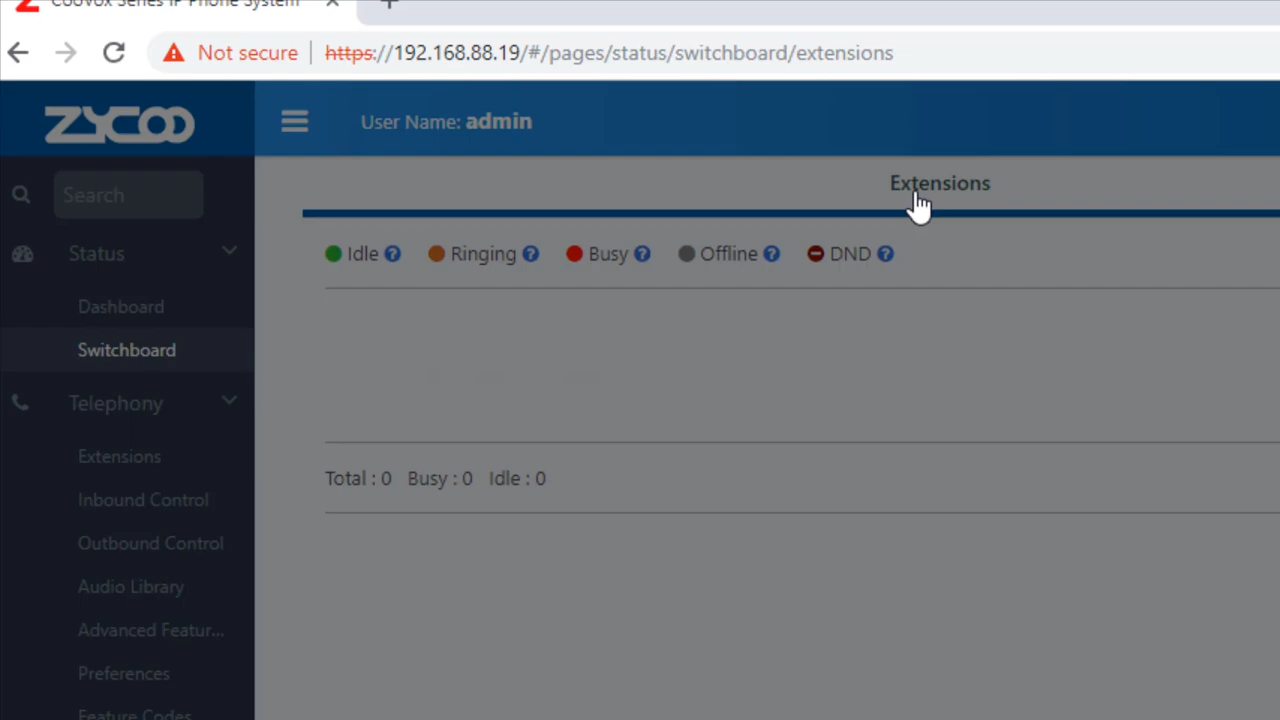 CooVox Series IP Phone System
Not secure https://192.168.88.19/#/pages/status/switchboard/extensions
ZYCOO
User Name: admin
Search
Extensions
Status
Idle Ringing Busy Offline DND
Dashboard
Switchboard
Telephony
Extensions
Total : 0 Busy : 0 Idle : 0
Inbound Control
Outbound Control
Audio Library
Advanced Featur...
Preferences
Feature Codes